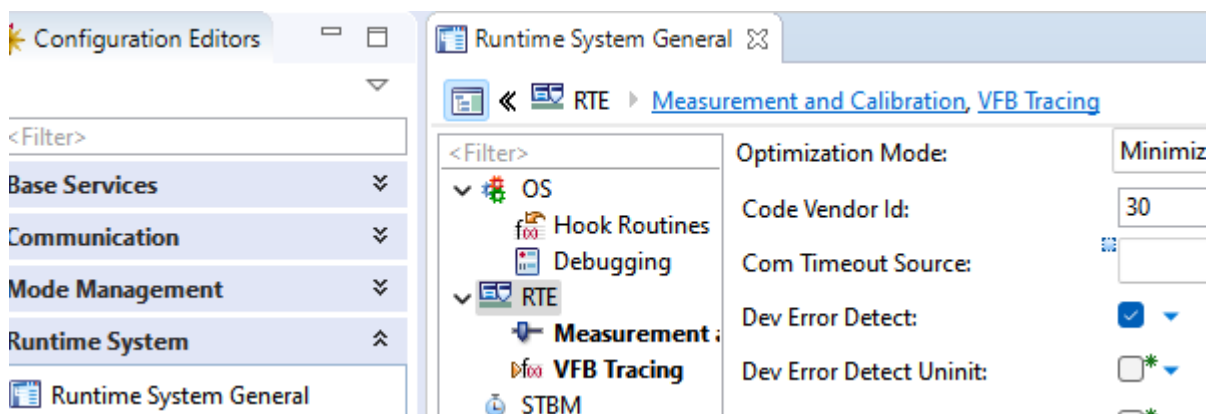 Configuration Editors
<Filter>
Base Services
Communication
Mode Management
Runtime System
Runtime System General
Runtime System General
RTE Measurement and Calibration, VFB Tracing
<Filter>
OS
Hook Routines
Debugging
RTE
Measurement
VFB Tracing
STBM
Optimization Mode: Minimiz
Code Vendor Id: 30
Com Timeout Source:
Dev Error Detect:
Dev Error Detect Uninit: